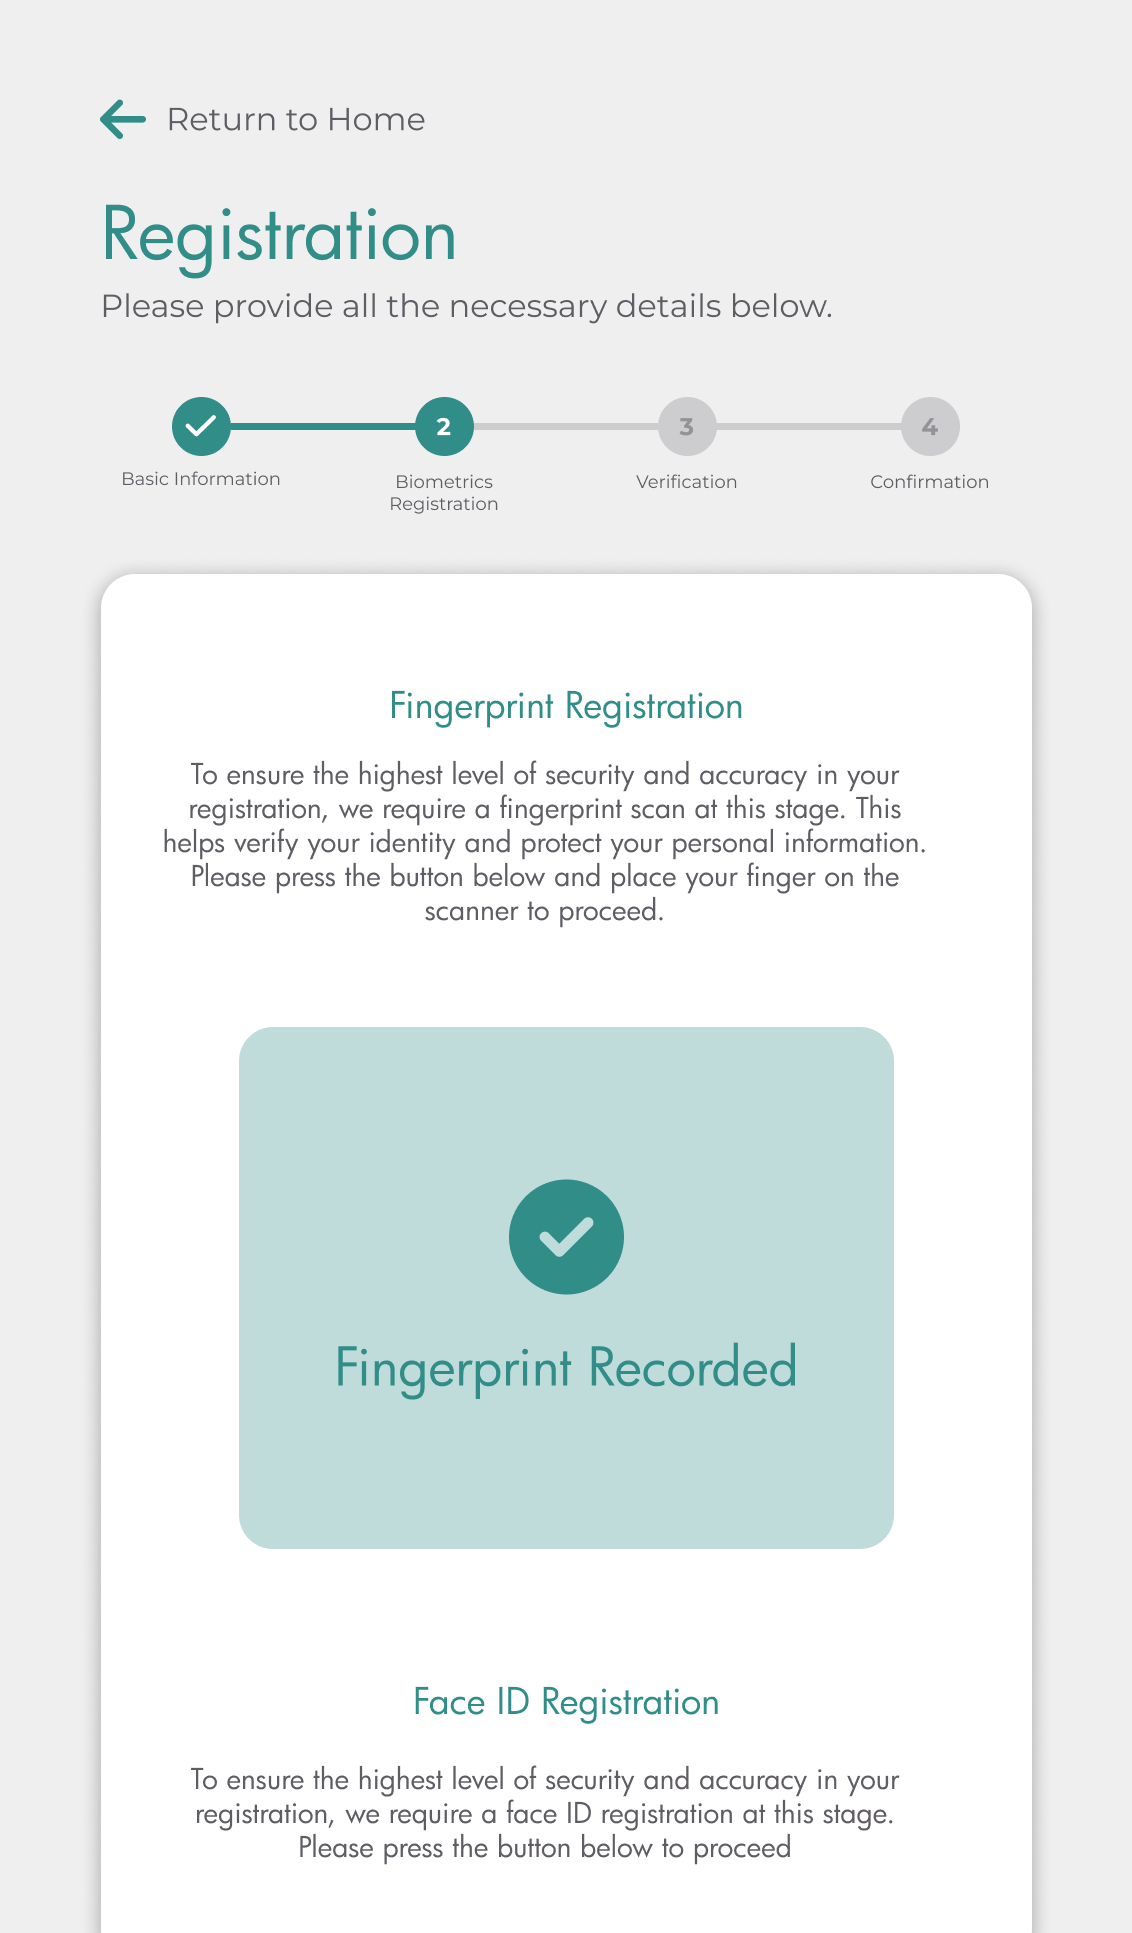 Return to Home
Registration
Please provide all the necessary details below.
2
3
4
Basic Information
Biometrics
Registration
Verification
Confirmation
Fingerprint Registration
To ensure the highest level of security and accuracy in your
registration, we require a fingerprint scan at this stage. This
helps verify your identity and protect your personal information.
Please press the button below and place your finger on the
scanner to proceed.
Fingerprint Recorded
Face ID Registration
To ensure the highest level of security and accuracy in your
registration, we require a face ID registration at this stage.
Please press the button below to proceed